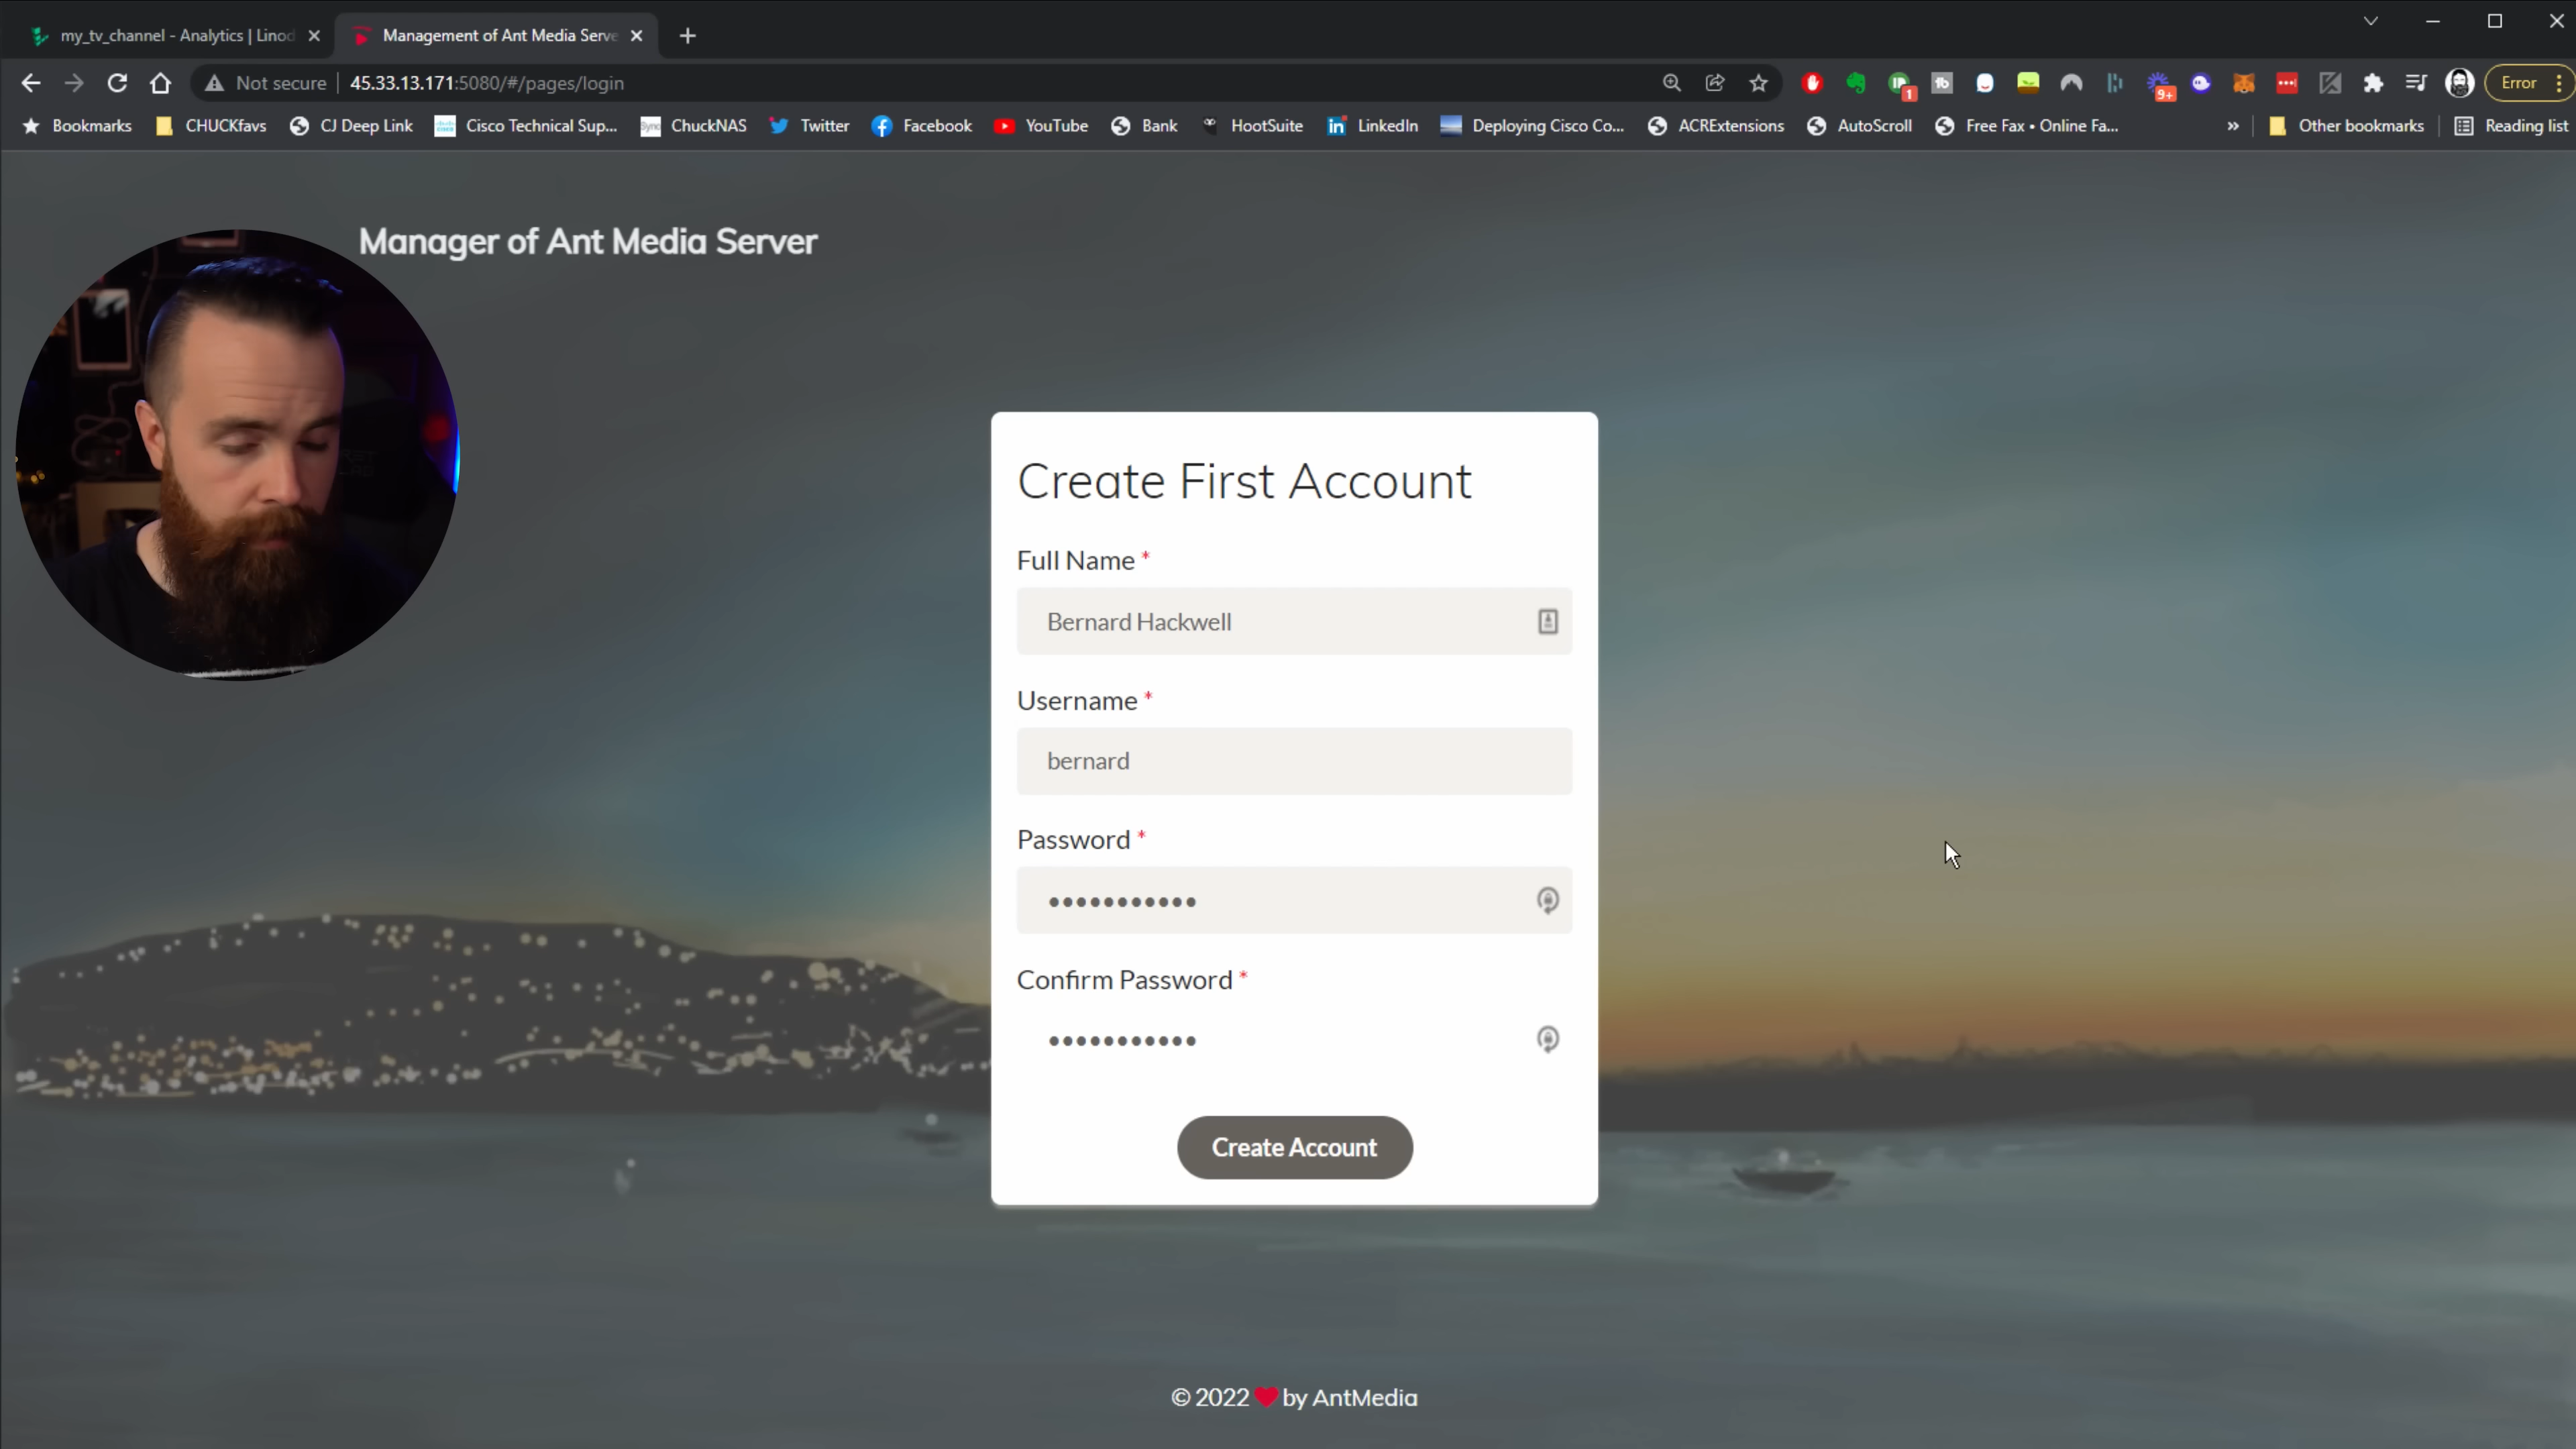 my_tv_channel - Analytics | Linod
Management of Ant Media Serve
Not secure
45.33.13.171:5080/#/pages/login
1
9+
Error
Bookmarks
CHUCKfavs
CJ Deep Link
Cisco Technical Sup...
ChuckNAS
Twitter
Facebook
YouTube
Bank
HootSuite
LinkedIn
Deploying Cisco Co...
ACRExtensions
AutoScroll
Free Fax • Online Fa...
»
Other bookmarks
Reading list
Manager of Ant Media Server
Create First Account
Full Name *
Bernard Hackwell
Username *
bernard
Password *
•••••••••••
Confirm Password *
•••••••••••
Create Account
© 2022 ❤ by AntMedia